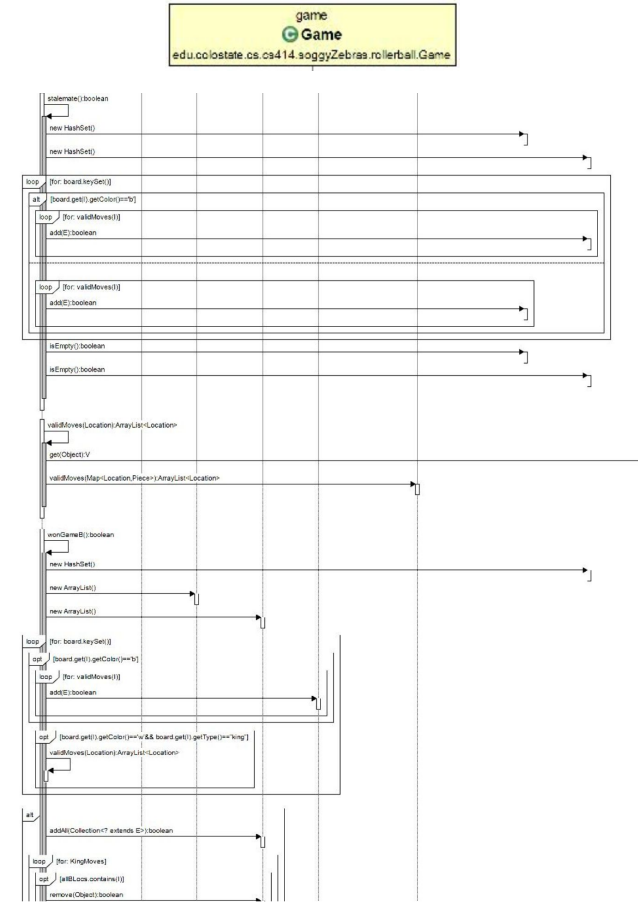 game
G Game
edu.colostate.cs.cs414.soggyZebras.rollerball.Game
stalemate():boolean
new HashSet()
new HashSet()
loop [for: board.keySet()]
alt [board.get(l).getColor()=='b']
loop [for: validMoves(l)]
add(E):boolean
loop [for: validMoves(l)]
add(E):boolean
isEmpty():boolean
isEmpty():boolean
validMoves(Location):ArrayList<Location>
get(Object):V
validMoves(Map<Location,Piece>):ArrayList<Location>
wonGameB():boolean
new HashSet()
new ArrayList()
new ArrayList()
loop [for: board.keySet()]
opt [board.get(l).getColor()=='b']
loop [for: validMoves(l)]
add(E):boolean
opt [board.get(l).getColor()=='w'&& board.get(l).getType()=="king"]
validMoves(Location):ArrayList<Location>
alt
addAll(Collection<? extends E>):boolean
loop [for: KingMoves]
opt [allBLocs.contains(l)]
remove(Object):boolean